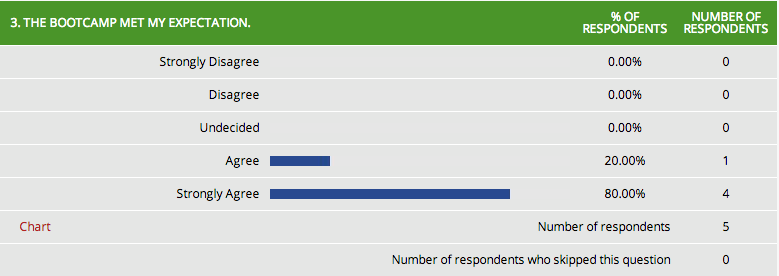 3. THE BOOTCAMP MET MY EXPECTATION. % OF RESPONDENTS NUMBER OF RESPONDENTS
Strongly Disagree 0.00% 0
Disagree 0.00% 0
Undecided 0.00% 0
Agree 20.00% 1
Strongly Agree 80.00% 4
Chart Number of respondents 5
Number of respondents who skipped this question 0